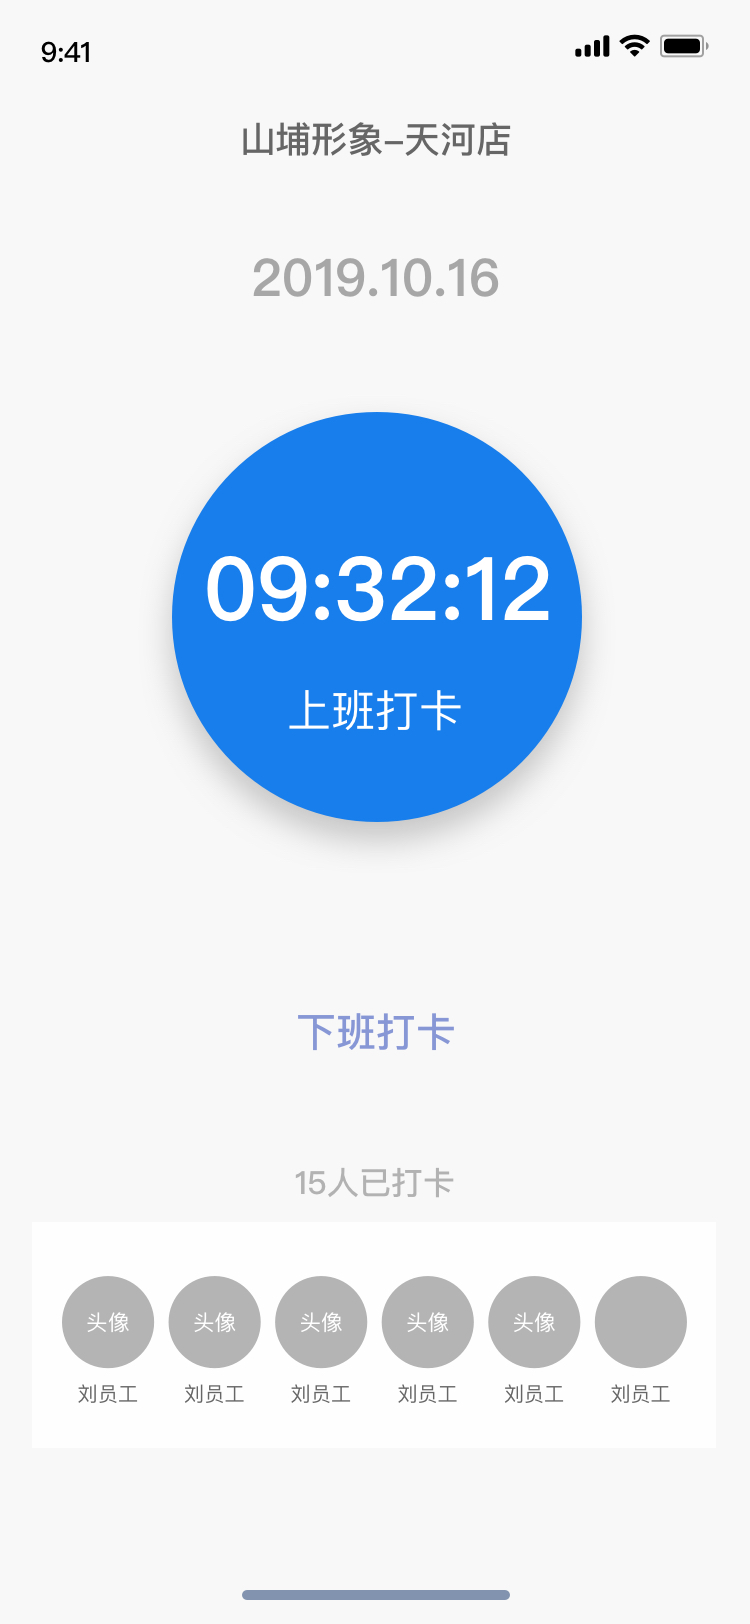 9:41
山埔形象–天河店
2019.10.16
09:32:12
上班打卡
下班打卡
15人已打卡
头像 头像 头像 头像 头像
刘员工 刘员工 刘员工 刘员工 刘员工 刘员工